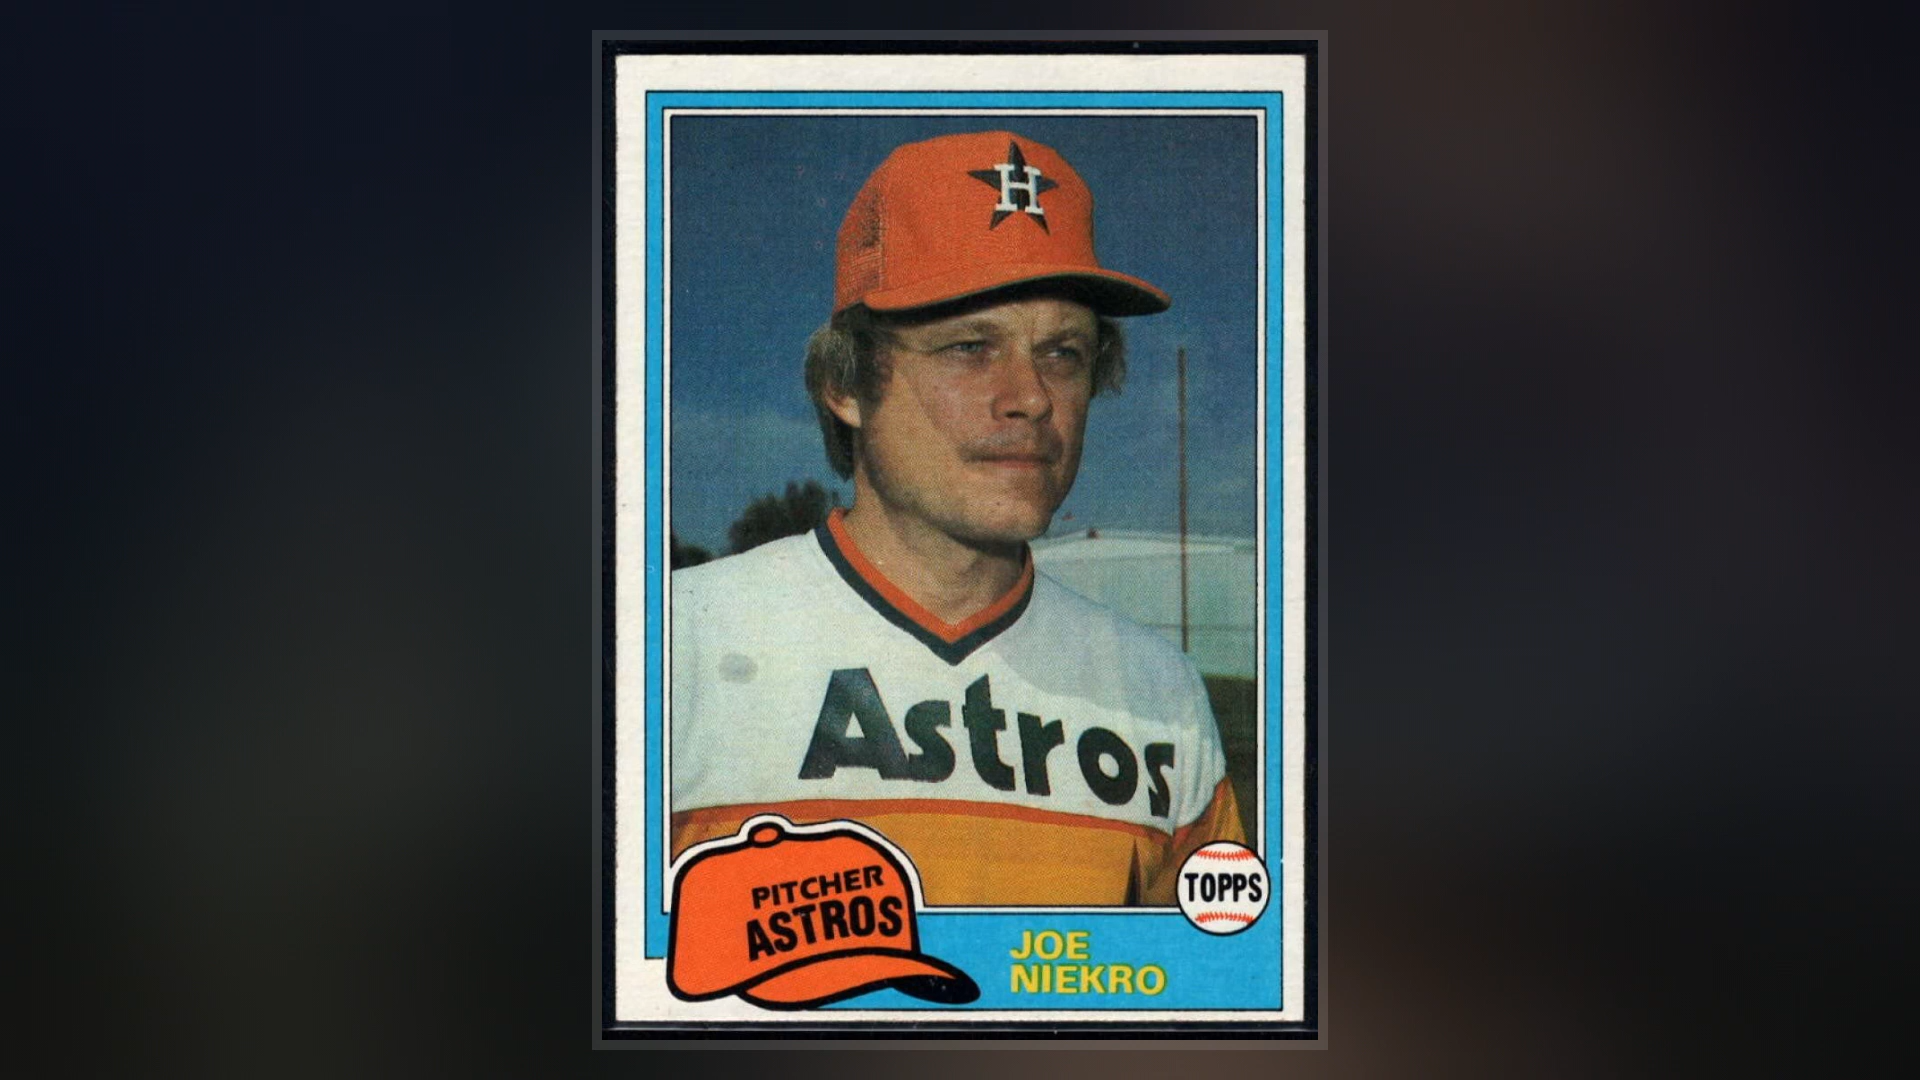 H
Astros
PITCHER
ASTROS
TOPPS
JOE
NIEKRO